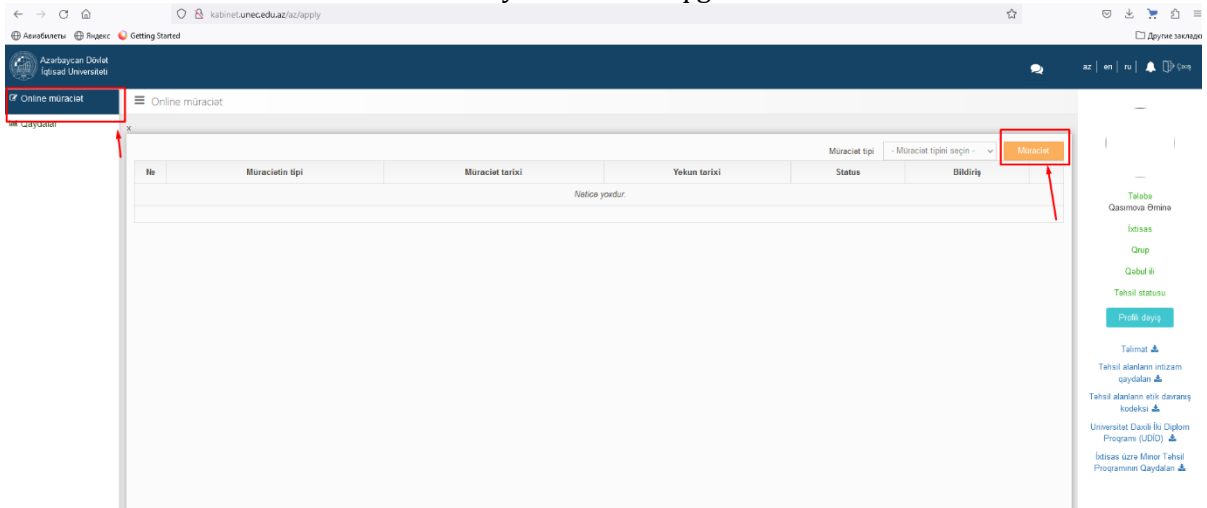 kabinet.unec.edu.az/az/apply
Авиабилеты Яндекс Getting Started
Другие закладки
Azərbaycan Dövlət
İqtisad Universiteti
az | en | ru | Çıxış
Online müraciət
Online müraciət
Qaydalar
x
Müraciət tipi - Müraciət tipini seçin - Müraciət
№ Müraciətin tipi Müraciət tarixi Yekun tarixi Status Bildiriş
Nəticə yoxdur.
Tələbə
Qasımova Əminə
İxtisas
Qrup
Qəbul ili
Təhsil statusu
Profili dəyiş
Təlimat
Təhsil alanların intizam
qaydaları
Təhsil alanların etik davranış
kodeksi
Universitet Daxili İki Diplom
Proqramı (UDİD)
İxtisas üzrə Minor Təhsil
Proqramının Qaydaları